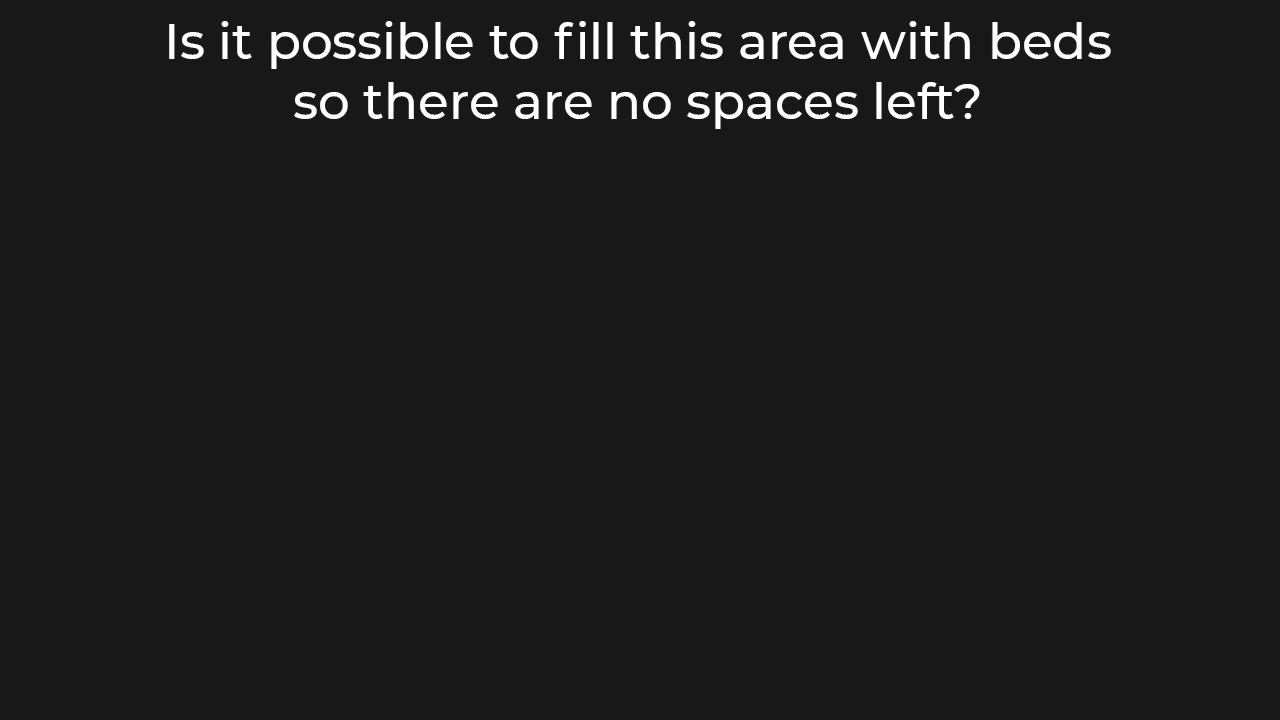 Is it possible to fill this area with beds
so there are no spaces left?